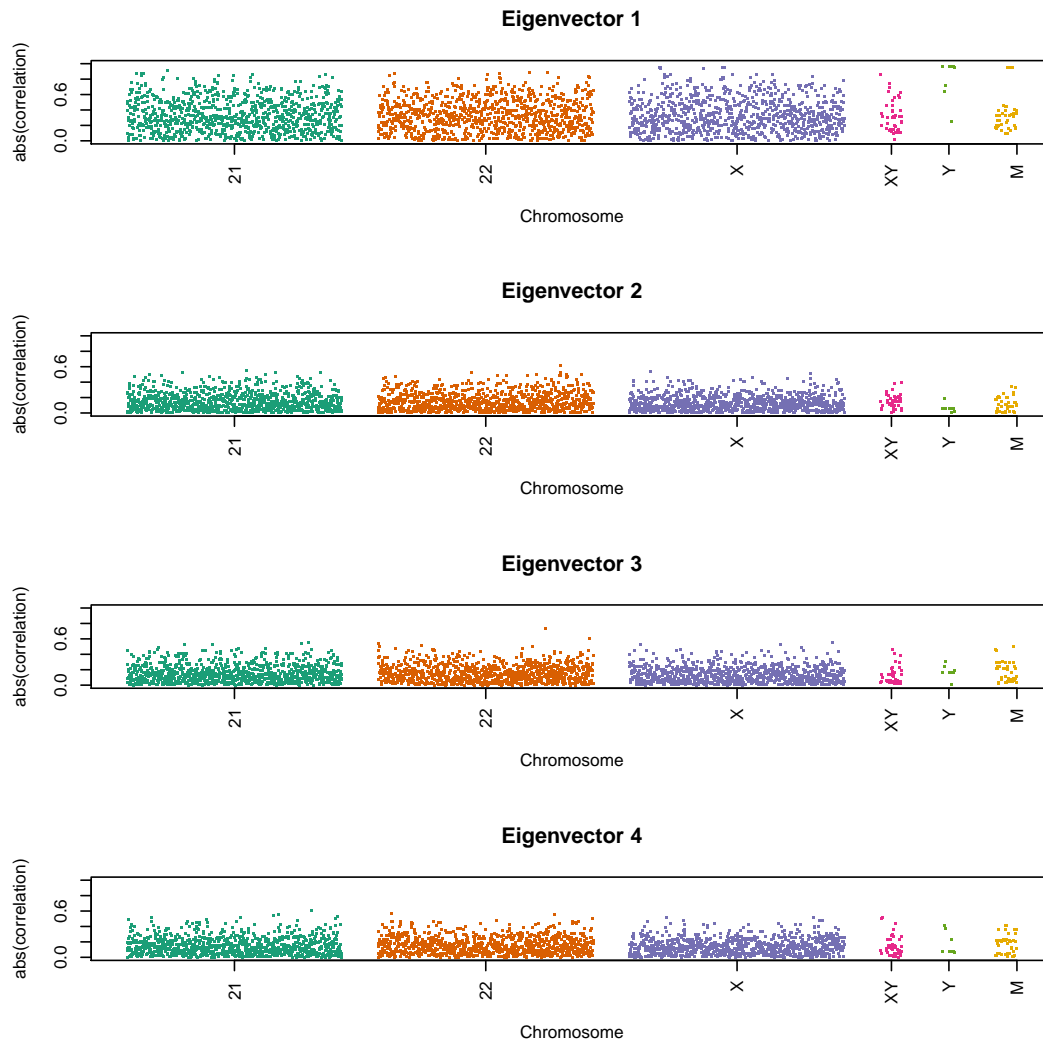 Eigenvector 1
abs(correlation)
0.6
0.0
21 22 X XY Y M
Chromosome
Eigenvector 2
abs(correlation)
0.6
0.0
21 22 X XY Y M
Chromosome
Eigenvector 3
abs(correlation)
0.6
0.0
21 22 X XY Y M
Chromosome
Eigenvector 4
abs(correlation)
0.6
0.0
21 22 X XY Y M
Chromosome